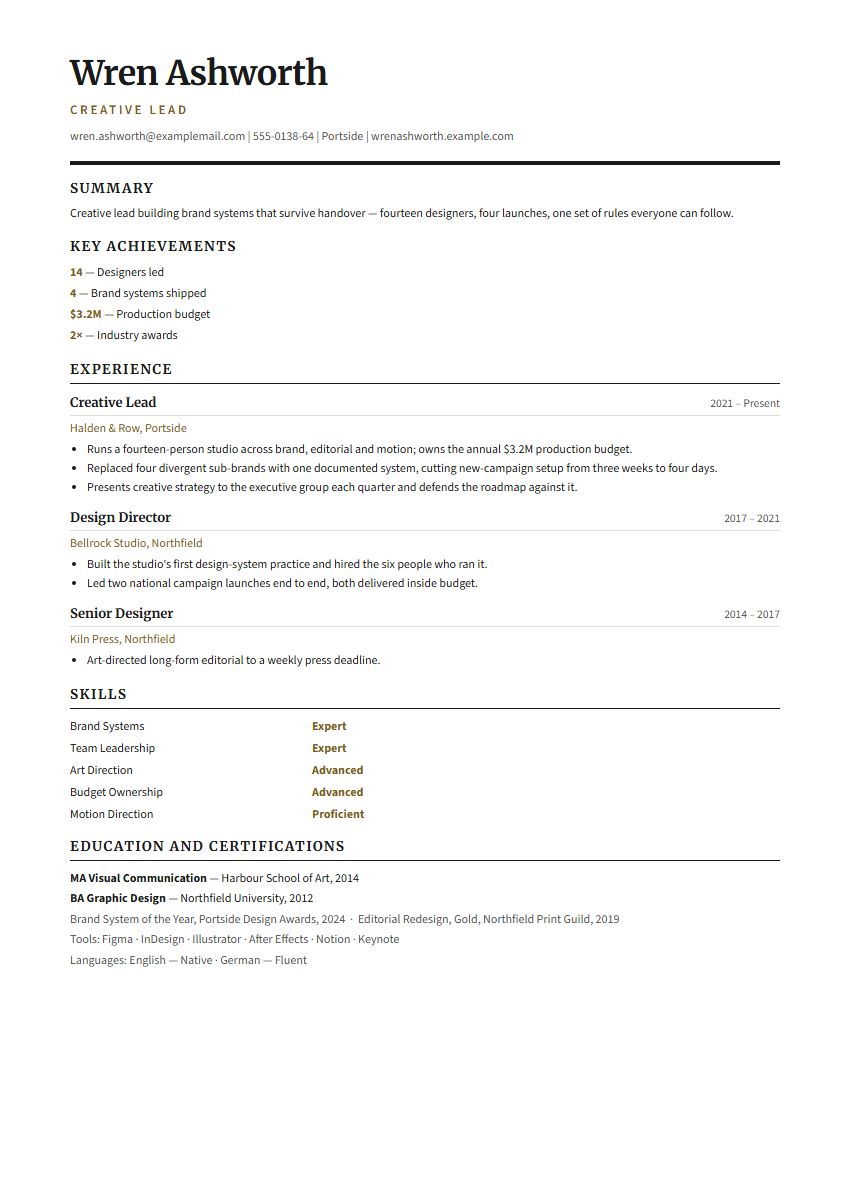 Wren Ashworth
CREATIVE LEAD
wren.ashworth@examplemail.com | 555-0138-64 | Portside | wrenashworth.example.com
SUMMARY
Creative lead building brand systems that survive handover — fourteen designers, four launches, one set of rules everyone can follow.
KEY ACHIEVEMENTS
14 — Designers led
4 — Brand systems shipped
$3.2M — Production budget
2× — Industry awards
EXPERIENCE
Creative Lead 2021 – Present
Halden & Row, Portside
• Runs a fourteen-person studio across brand, editorial and motion; owns the annual $3.2M production budget.
• Replaced four divergent sub-brands with one documented system, cutting new-campaign setup from three weeks to four days.
• Presents creative strategy to the executive group each quarter and defends the roadmap against it.
Design Director 2017 – 2021
Bellrock Studio, Northfield
• Built the studio's first design-system practice and hired the six people who ran it.
• Led two national campaign launches end to end, both delivered inside budget.
Senior Designer 2014 – 2017
Kiln Press, Northfield
• Art-directed long-form editorial to a weekly press deadline.
SKILLS
Brand Systems Expert
Team Leadership Expert
Art Direction Advanced
Budget Ownership Advanced
Motion Direction Proficient
EDUCATION AND CERTIFICATIONS
MA Visual Communication — Harbour School of Art, 2014
BA Graphic Design — Northfield University, 2012
Brand System of the Year, Portside Design Awards, 2024 · Editorial Redesign, Gold, Northfield Print Guild, 2019
Tools: Figma · InDesign · Illustrator · After Effects · Notion · Keynote
Languages: English — Native · German — Fluent